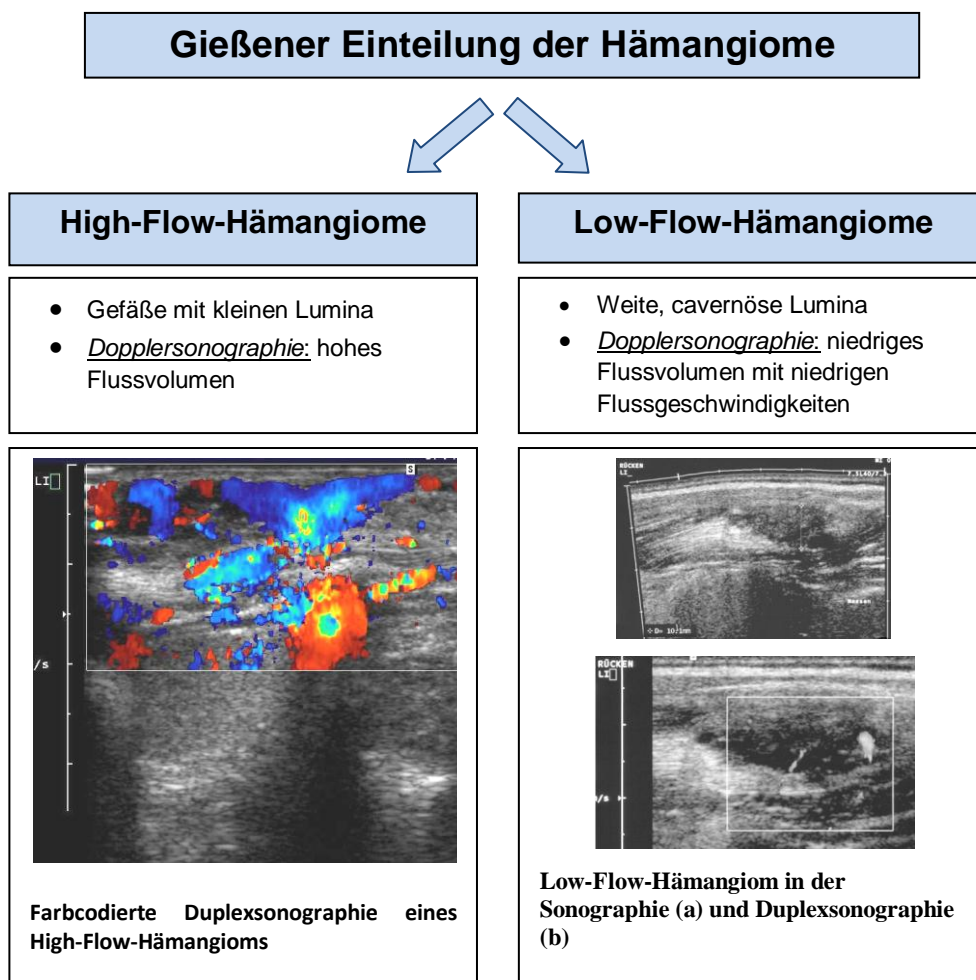 Gießener Einteilung der Hämangiome
High-Flow-Hämangiome
Gefäße mit kleinen Lumina
Dopplersonographie: hohes
Flussvolumen
LI
S
/s
Farbcodierte Duplexsonographie eines
High-Flow-Hämangioms
Low-Flow-Hämangiome
Weite, cavernöse Lumina
Dopplersonographie: niedriges
Flussvolumen mit niedrigen
Flussgeschwindigkeiten
RÜCKEN
LI
RÜCKEN
LI
/s
Low-Flow-Hämangiom in der
Sonographie (a) und Duplexsonographie
(b)